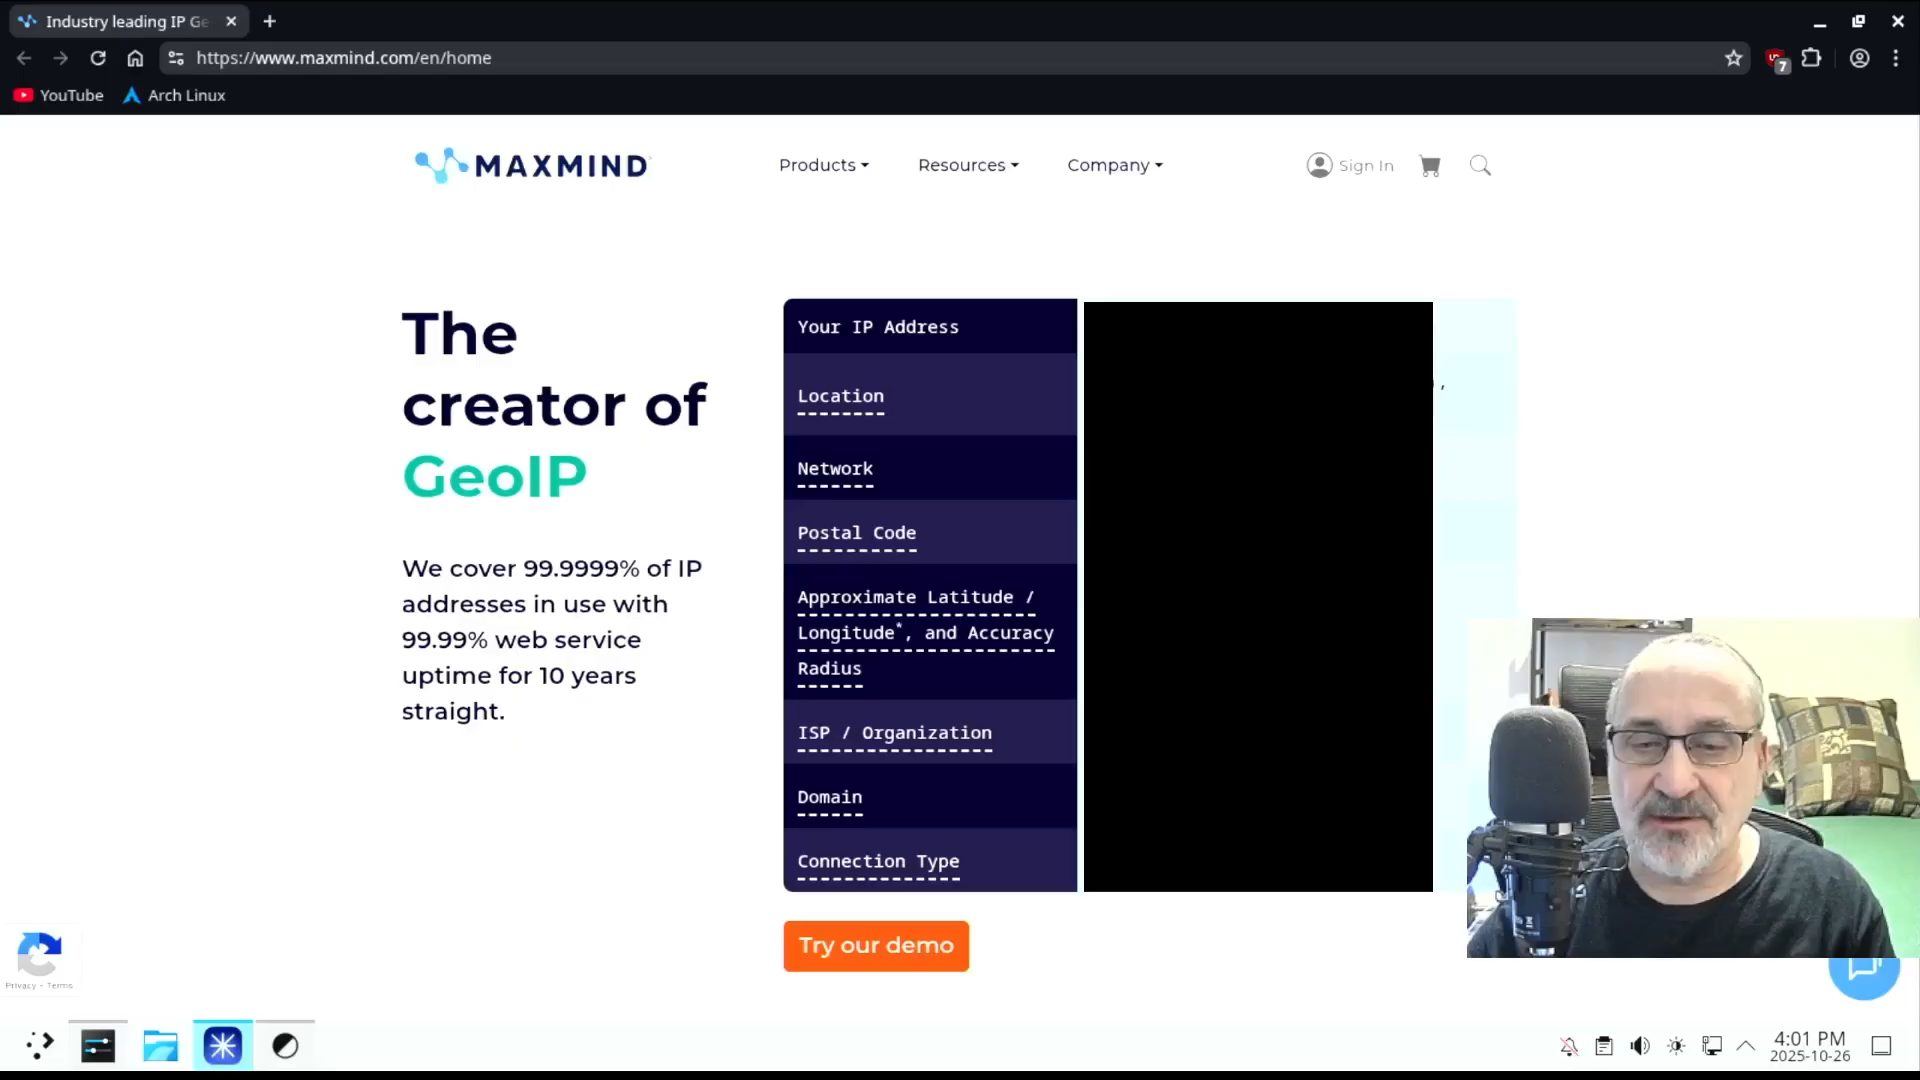 Industry leading IP Ge
https://www.maxmind.com/en/home
7
YouTube
Arch Linux
MAXMIND
Products
Resources
Company
Sign In
The
creator of
GeoIP
We cover 99.9999% of IP
addresses in use with
99.99% web service
uptime for 10 years
straight.
Your IP Address
Location
,
Network
Postal Code
Approximate Latitude /
Longitude*, and Accuracy
Radius
ISP / Organization
Domain
Connection Type
Try our demo
Privacy - Terms
4:01 PM
2025-10-26